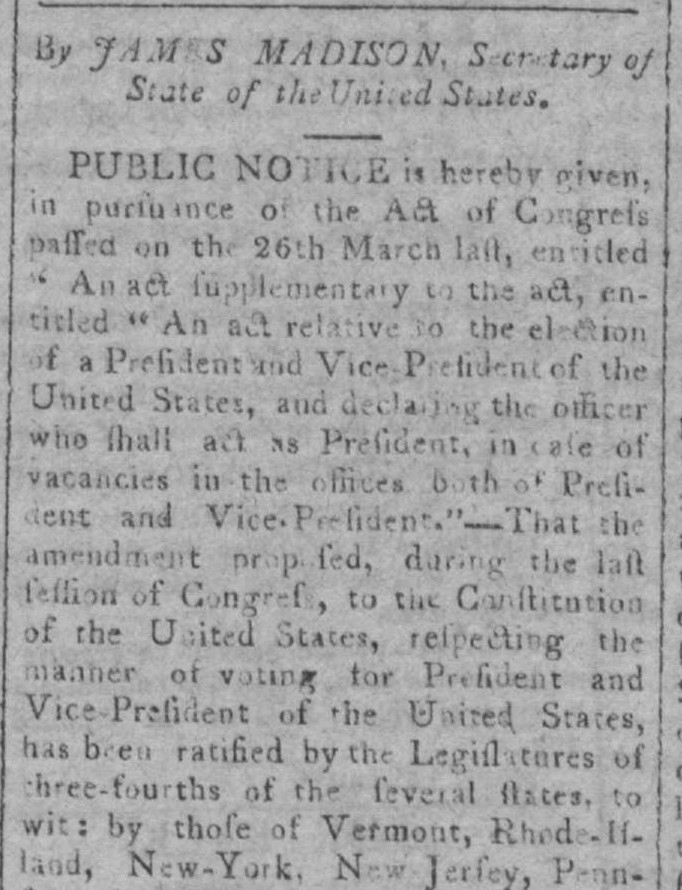 By JAMES MADISON, Secretary of
State of the United States.
PUBLIC NOTICE is hereby given,
in purſuance of the Act of Congreſs
paſſed on the 26th March laſt, entitled
“ An act ſupplementary to the act, en-
titled “ An act relative to the election
of a Preſident and Vice-Preſident of the
United States, and declaring the officer
who ſhall act as Preſident, in caſe of
vacancies in the offices both of Preſi-
dent and Vice-Preſident.”—That the
amendment propoſed, during the laſt
ſeſſion of Congreſs, to the Conſtitution
of the United States, reſpecting the
manner of voting for Preſident and
Vice-Preſident of the United States,
has been ratified by the Legiſlatures of
three-fourths of the ſeveral ſtates, to
wit: by thoſe of Vermont, Rhode-Iſ-
land, New-York, New Jerſey, Penn-